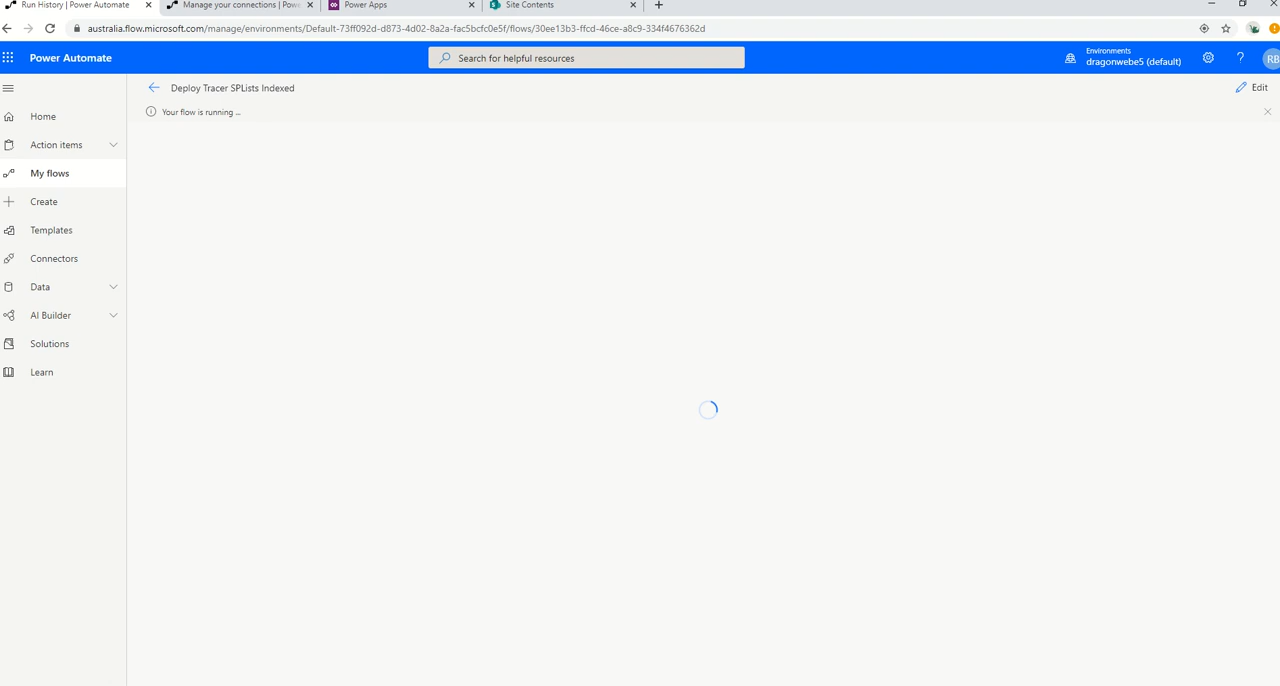 Run History | Power Automate
Manage your connections | Powe
Power Apps
Site Contents
australia.flow.microsoft.com/manage/environments/Default-73ff092d-d873-4d02-8a2a-fac5bcfc0e5f/flows/30ee13b3-ffcd-46ce-a8c9-334f4676362d
Power Automate
Search for helpful resources
Environments
dragonwebe5 (default)
RB
Deploy Tracer SPLists Indexed
Edit
Your flow is running ...
Home
Action items
My flows
Create
Templates
Connectors
Data
AI Builder
Solutions
Learn